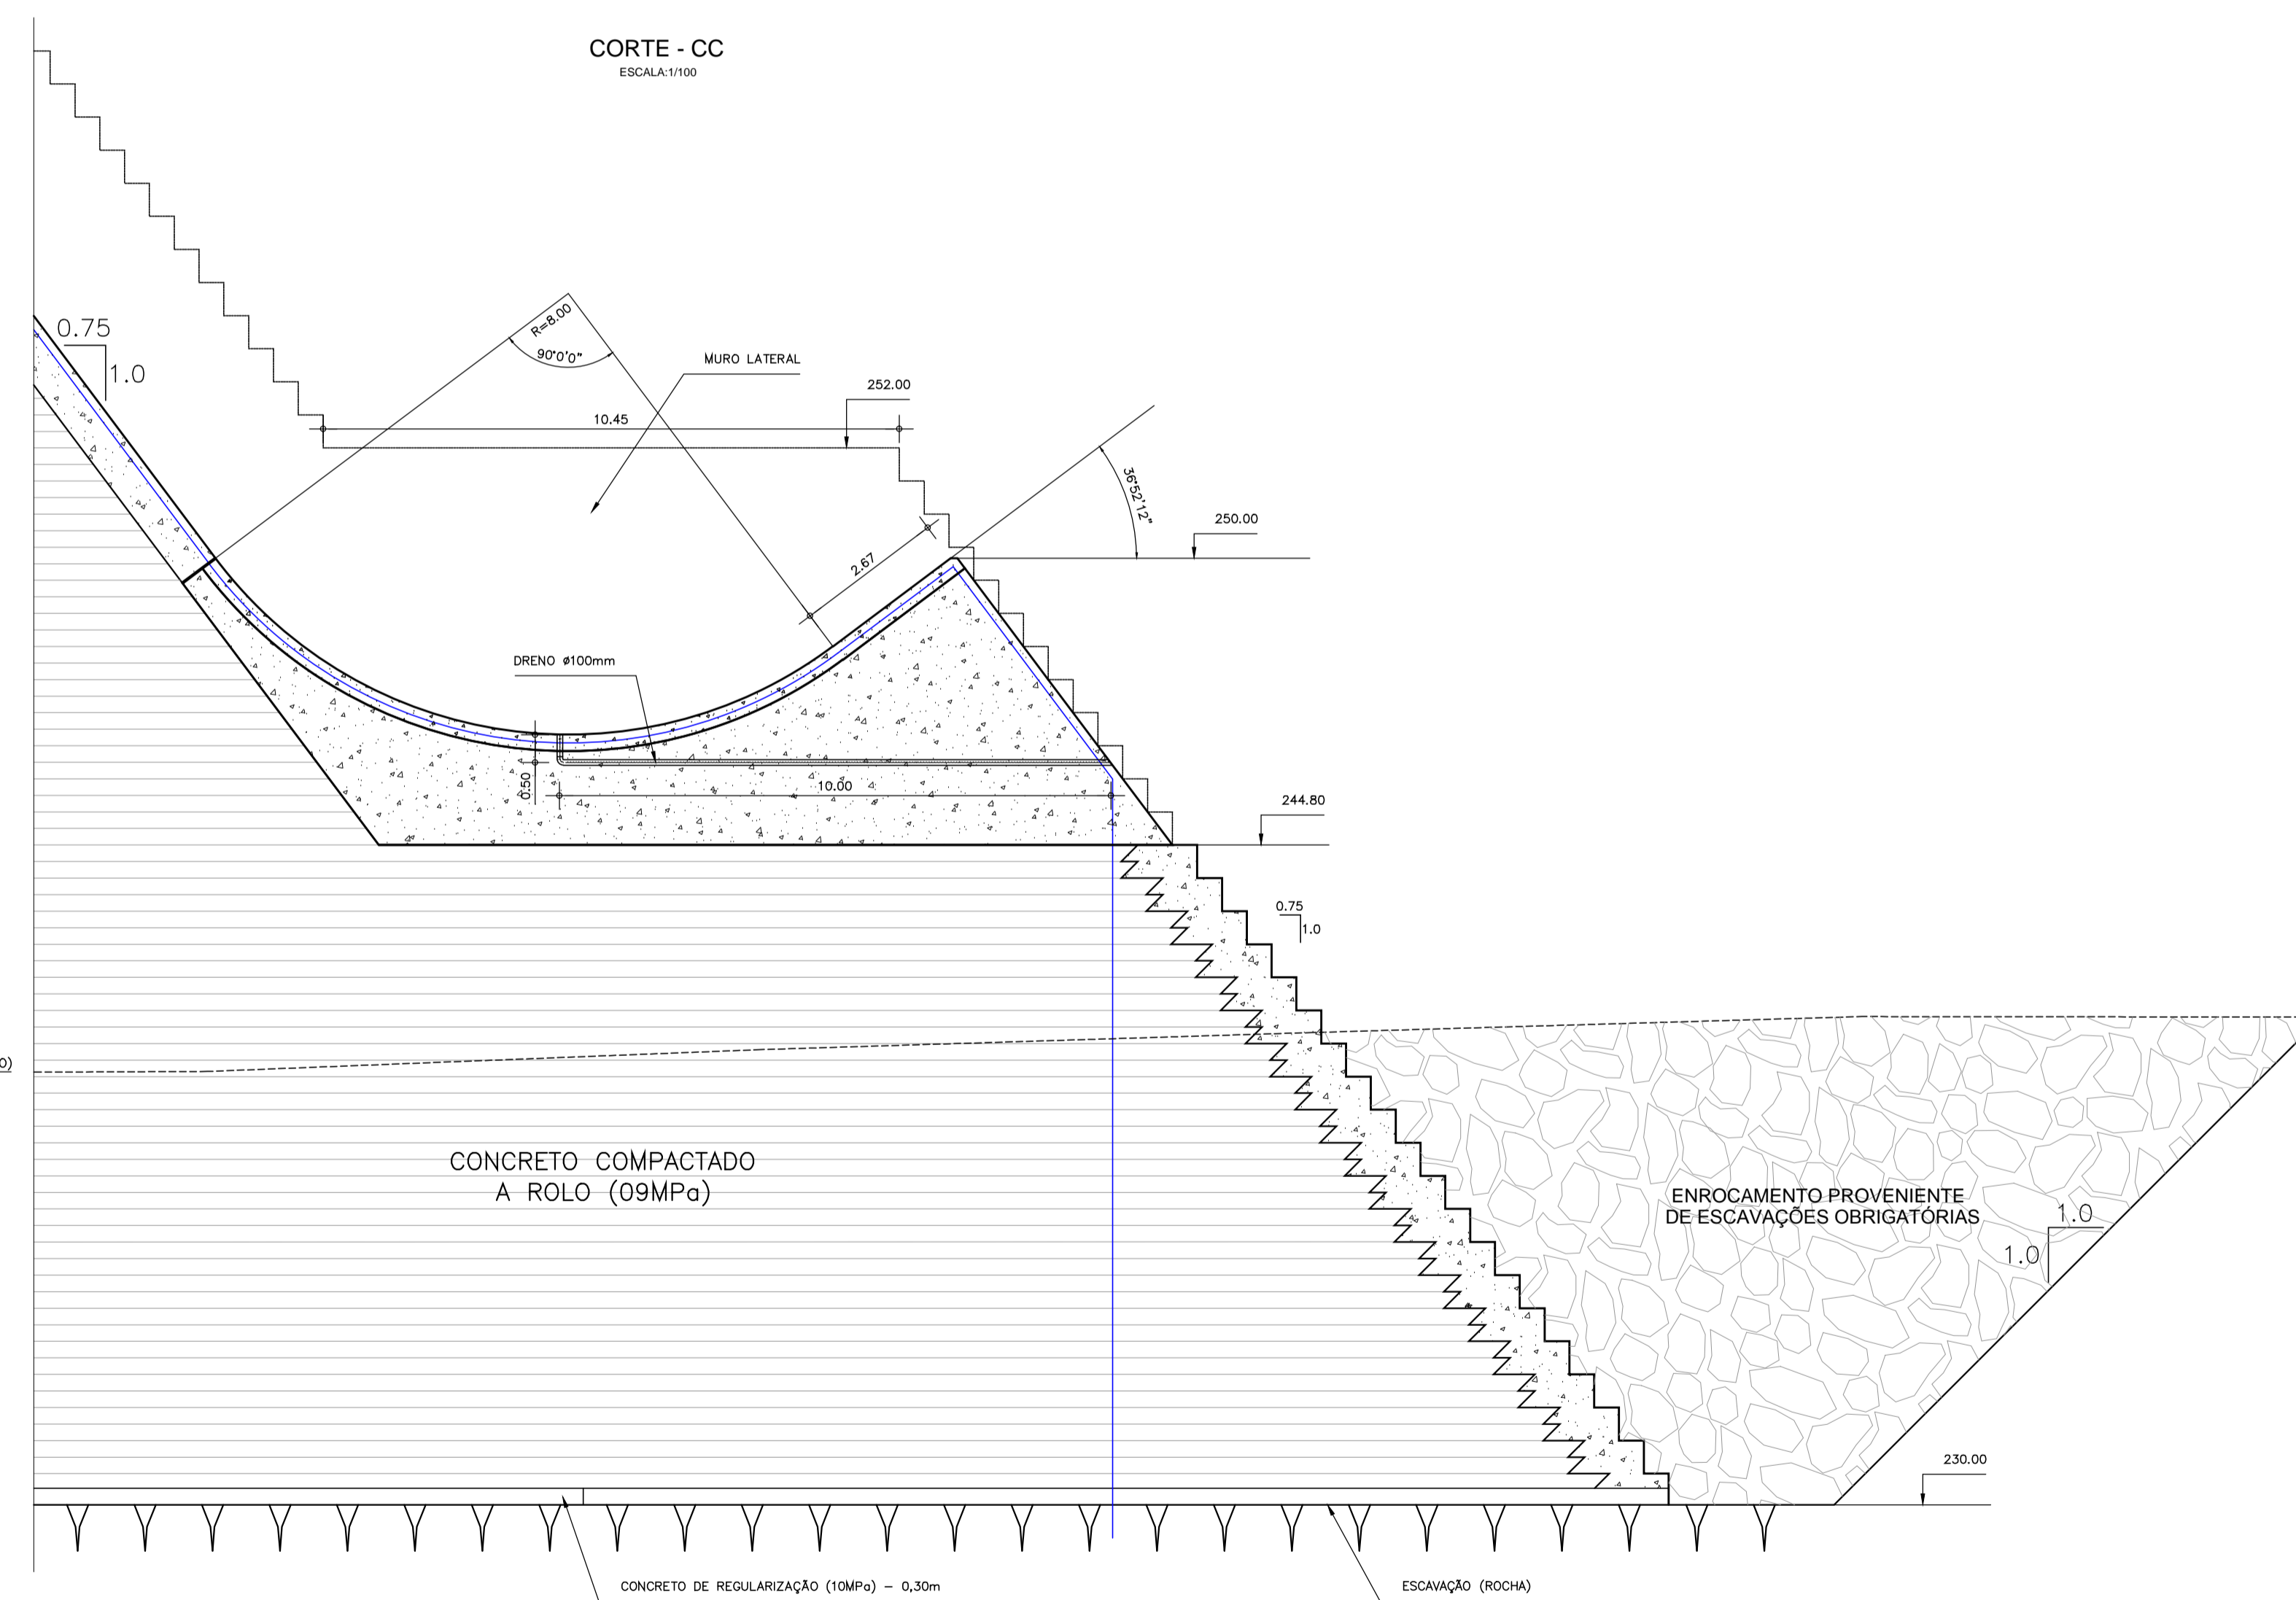 CORTE - CC
ESCALA:1/100
0.75
1.0
R=8.00
90°0'0"
MURO LATERAL
252.00
10.45
36°52'12"
250.00
2.67
DRENO ø100mm
0.50
10.00
244.80
0.75
1.0
0)
CONCRETO COMPACTADO
A ROLO (09MPa)
ENROCAMENTO PROVENIENTE
DE ESCAVAÇÕES OBRIGATÓRIAS
1.0
1.0
230.00
CONCRETO DE REGULARIZAÇÃO (10MPa) - 0,30m
ESCAVAÇÃO (ROCHA)